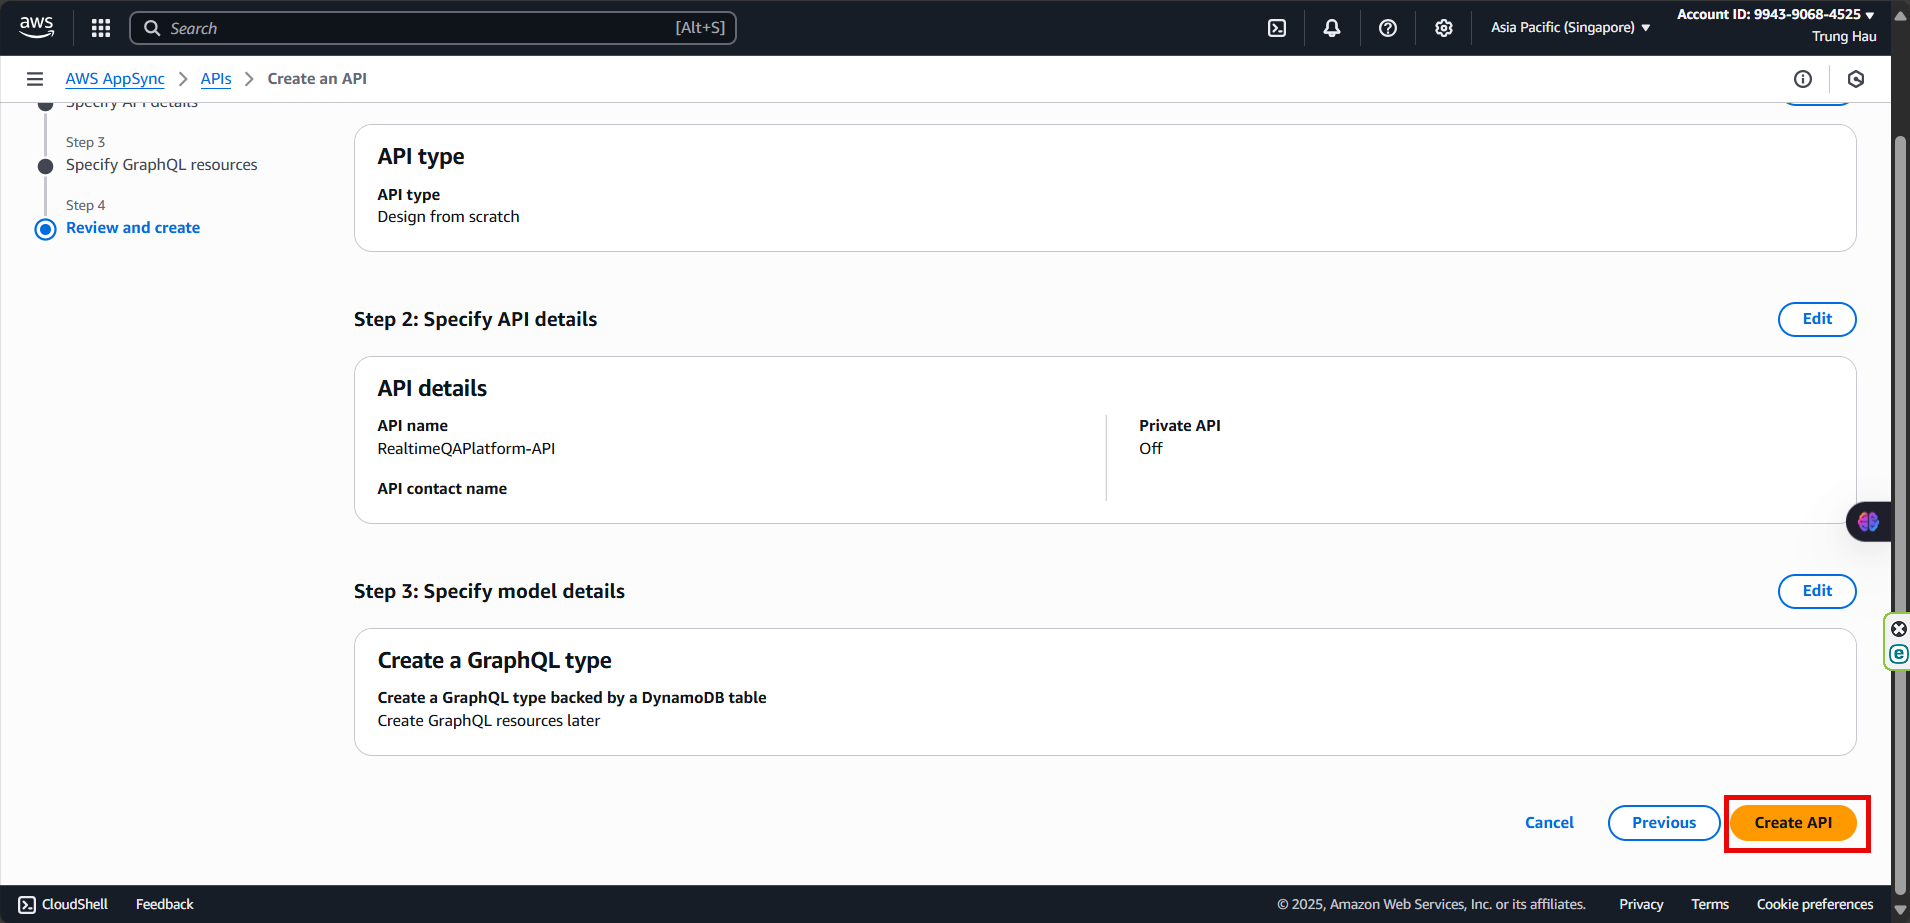 aws
Search
[Alt+S]
Asia Pacific (Singapore)
Account ID: 9943-9068-4525
Trung Hau
AWS AppSync
APIs
Create an API
Specify API details
Step 3
Specify GraphQL resources
Step 4
Review and create
API type
API type
Design from scratch
Step 2: Specify API details
Edit
API details
API name
RealtimeQAPlatform-API
API contact name
Private API
Off
Step 3: Specify model details
Edit
Create a GraphQL type
Create a GraphQL type backed by a DynamoDB table
Create GraphQL resources later
Cancel
Previous
Create API
CloudShell
Feedback
© 2025, Amazon Web Services, Inc. or its affiliates.
Privacy
Terms
Cookie preferences